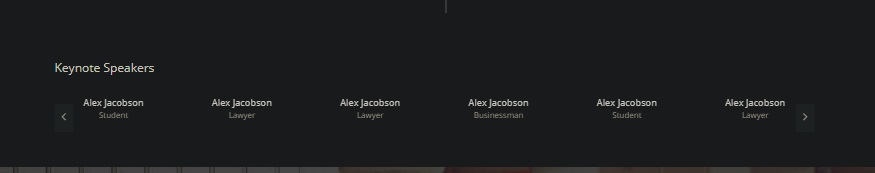 Keynote Speakers
Alex Jacobson Alex Jacobson Alex Jacobson Alex Jacobson Alex Jacobson Alex Jacobson
Student Lawyer Lawyer Businessman Student Lawyer